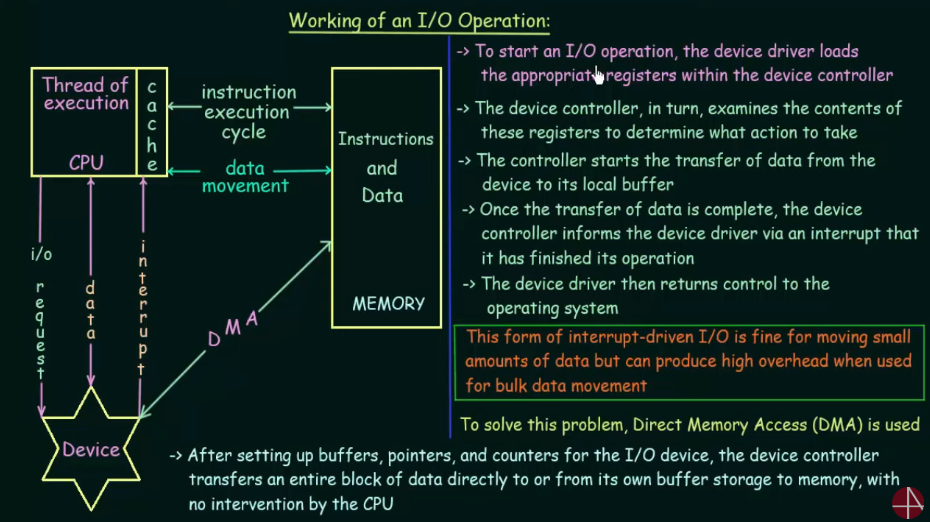 Working of an I/O Operation:
Thread of
execution
CPU
cache
instruction
execution
cycle
data
movement
Instructions
and
Data
MEMORY
i/o
request
data
interrupt
DMA
Device
-> To start an I/O operation, the device driver loads
the appropriate registers within the device controller
-> The device controller, in turn, examines the contents of
these registers to determine what action to take
-> The controller starts the transfer of data from the
device to its local buffer
-> Once the transfer of data is complete, the device
controller informs the device driver via an interrupt that
it has finished its operation
-> The device driver then returns control to the
operating system
This form of interrupt-driven I/O is fine for moving small
amounts of data but can produce high overhead when used
for bulk data movement
To solve this problem, Direct Memory Access (DMA) is used
-> After setting up buffers, pointers, and counters for the I/O device, the device controller
transfers an entire block of data directly to or from its own buffer storage to memory, with
no intervention by the CPU